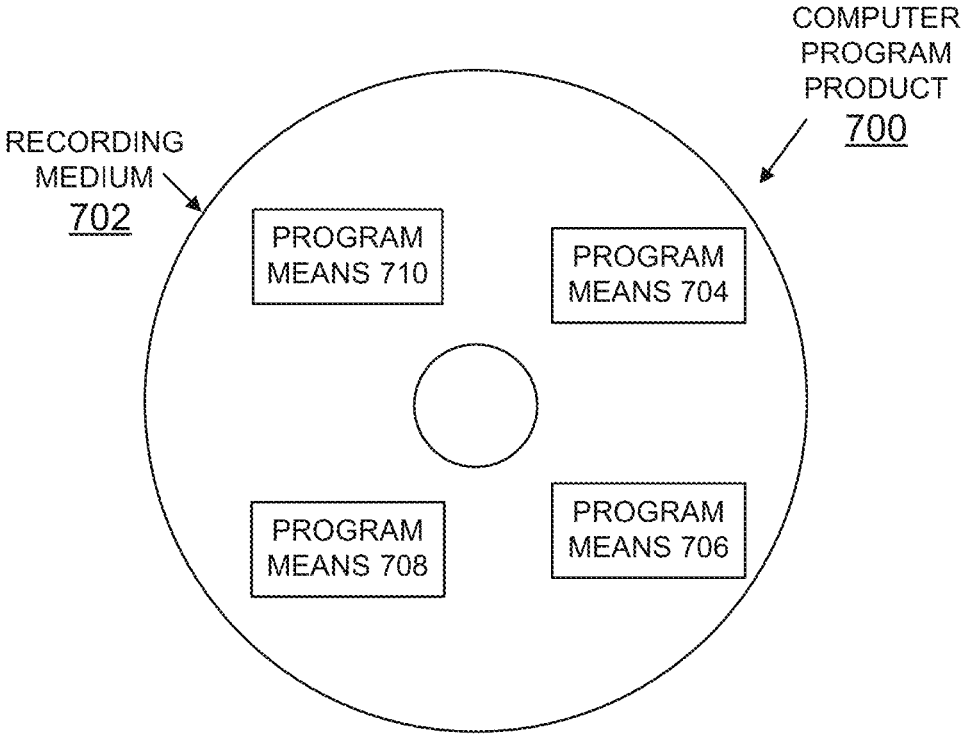 COMPUTER
PROGRAM
PRODUCT
700
RECORDING
MEDIUM
702
PROGRAM
MEANS 710
PROGRAM
MEANS 704
PROGRAM
MEANS 708
PROGRAM
MEANS 706